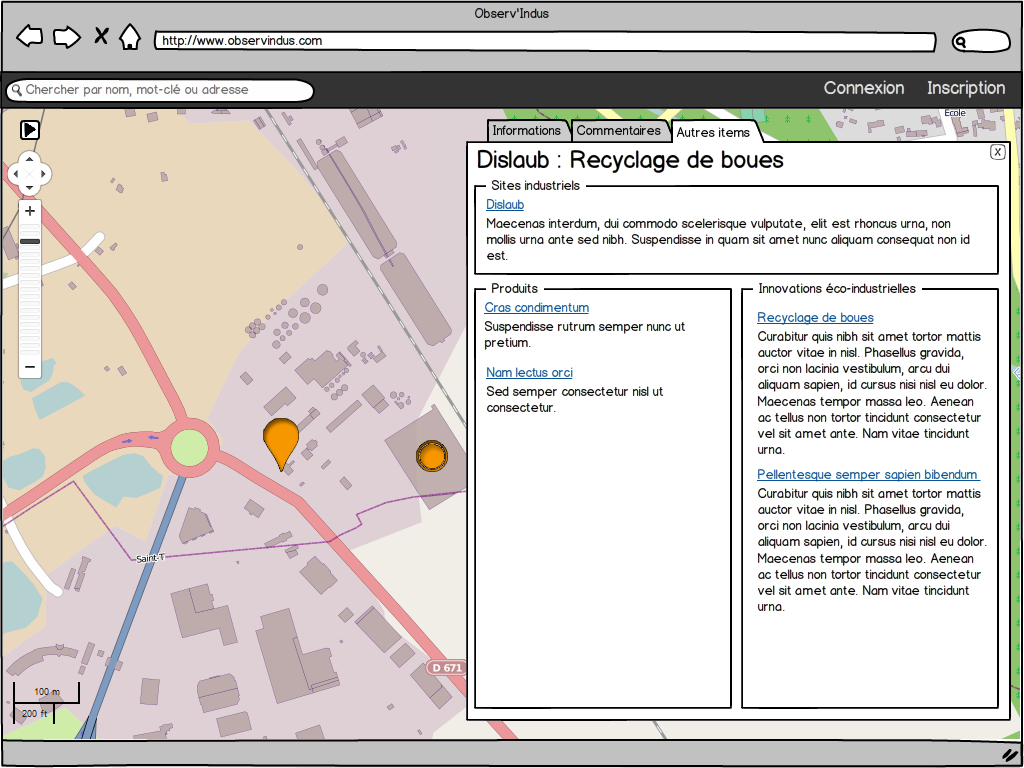 Observ'Indus
http://www.observindus.com
Chercher par nom, mot-clé ou adresse
Connexion
Inscription
École
Informations
Commentaires
Autres items
Dislaub : Recyclage de boues
X
Sites industriels
Dislaub
Maecenas interdum, dui commodo scelerisque vulputate, elit est rhoncus urna, non
mollis urna ante sed nibh. Suspendisse in quam sit amet nunc aliquam consequat non id
est.
Produits
Cras condimentum
Suspendisse rutrum semper nunc ut
pretium.
Nam lectus orci
Sed semper consectetur nisl ut
consectetur.
Innovations éco-industrielles
Recyclage de boues
Curabitur quis nibh sit amet tortor mattis
auctor vitae in nisl. Phasellus gravida,
orci non lacinia vestibulum, arcu dui
aliquam sapien, id cursus nisi nisl eu dolor.
Maecenas tempor massa leo. Aenean
ac tellus non tortor tincidunt consectetur
vel sit amet ante. Nam vitae tincidunt
urna.
Pellentesque semper sapien bibendum
Curabitur quis nibh sit amet tortor mattis
auctor vitae in nisl. Phasellus gravida,
orci non lacinia vestibulum, arcu dui
aliquam sapien, id cursus nisi nisl eu dolor.
Maecenas tempor massa leo. Aenean
ac tellus non tortor tincidunt consectetur
vel sit amet ante. Nam vitae tincidunt
urna.
Saint-T
D 671
100 m
200 ft